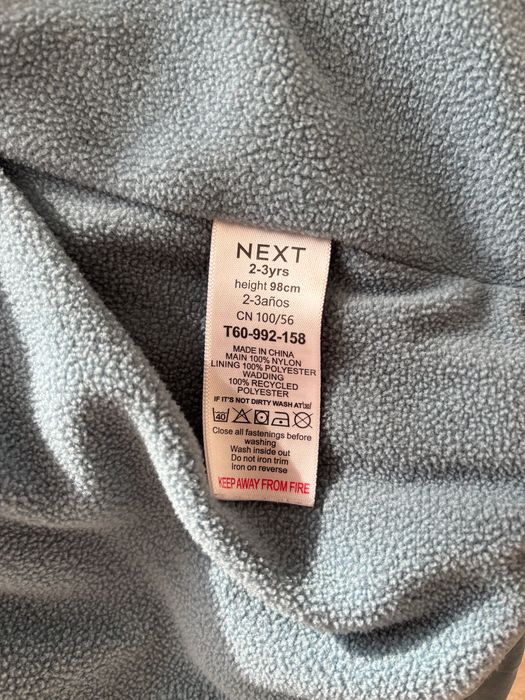 NEXT
2-3yrs
height 98cm
2-3años
CN 100/56
T60-992-158
MADE IN CHINA
MAIN 100% NYLON
LINING 100% POLYESTER
WADDING
100% RECYCLED
POLYESTER
IF IT'S NOT DIRTY WASH AT
40
Close all fastenings before
washing
Wash inside out
Do not iron trim
Iron on reverse
KEEP AWAY FROM FIRE